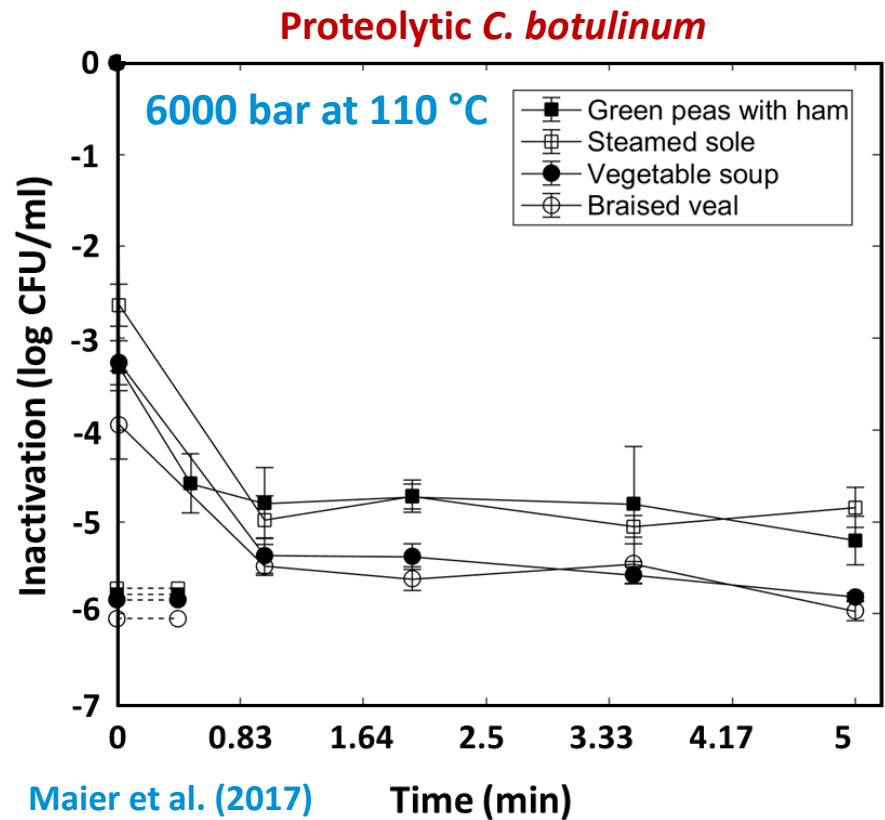 Proteolytic C. botulinum
6000 bar at 110 °C
Green peas with ham
Steamed sole
Vegetable soup
Braised veal
Inactivation (log CFU/ml)
0
-1
-2
-3
-4
-5
-6
-7
0 0.83 1.64 2.5 3.33 4.17 5
Maier et al. (2017) Time (min)